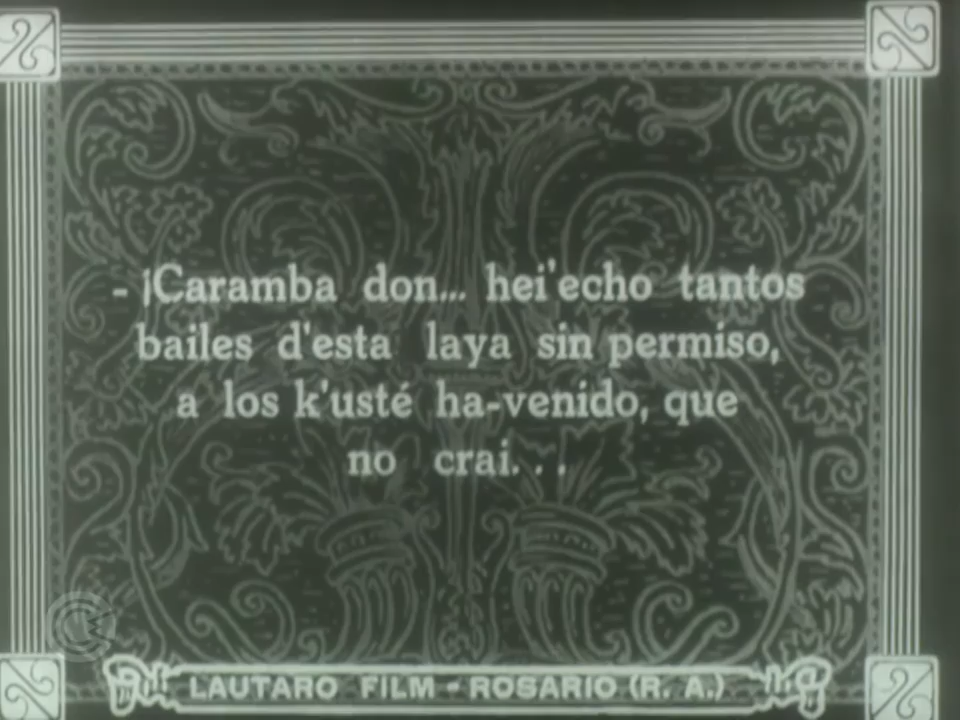 - ¡Caramba don... hei'echo tantos
bailes d'esta laya sin permiso,
a los k'usté ha-venido, que
no crai. . .
LAUTARO FILM - ROSARIO (R. A.)